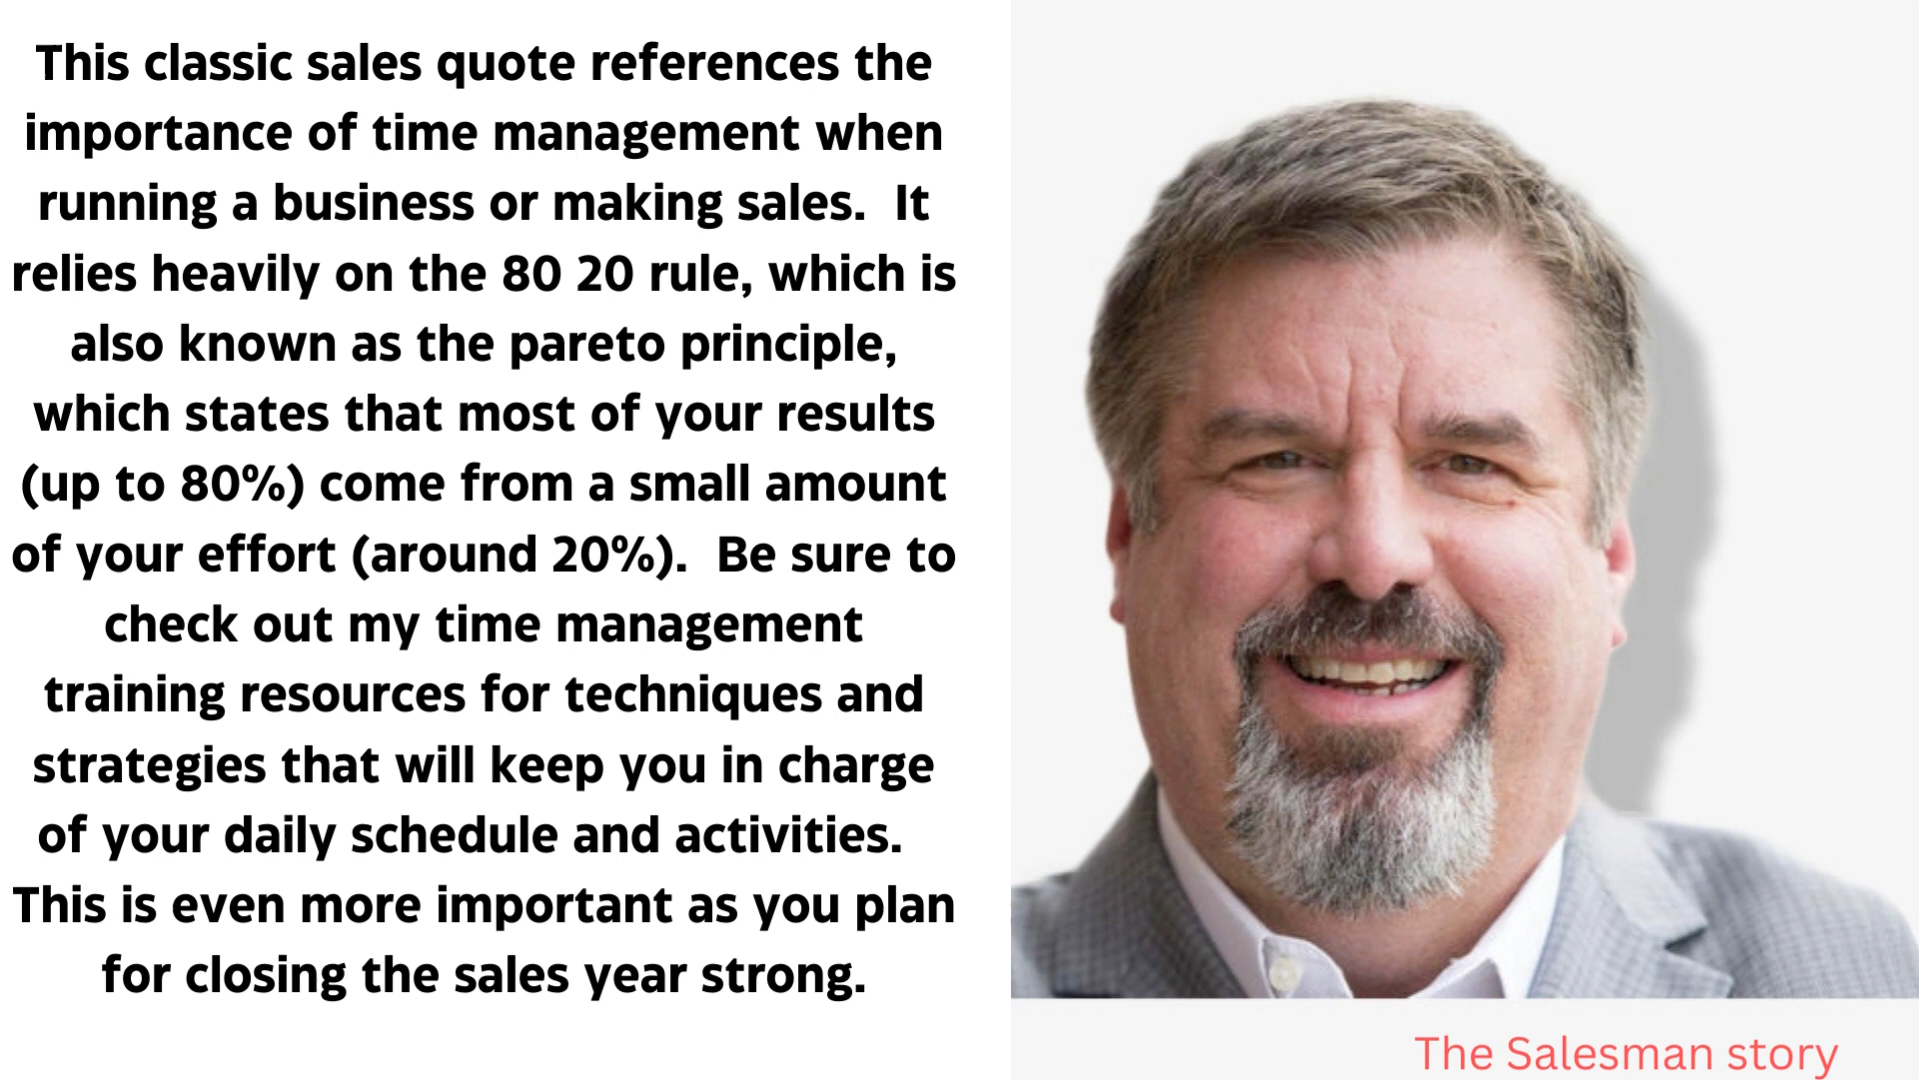 This classic sales quote references the
importance of time management when
running a business or making sales.  It
relies heavily on the 80 20 rule, which is
also known as the pareto principle,
which states that most of your results
(up to 80%) come from a small amount
of your effort (around 20%).  Be sure to
check out my time management
training resources for techniques and
strategies that will keep you in charge
of your daily schedule and activities.
This is even more important as you plan
for closing the sales year strong.
The Salesman story